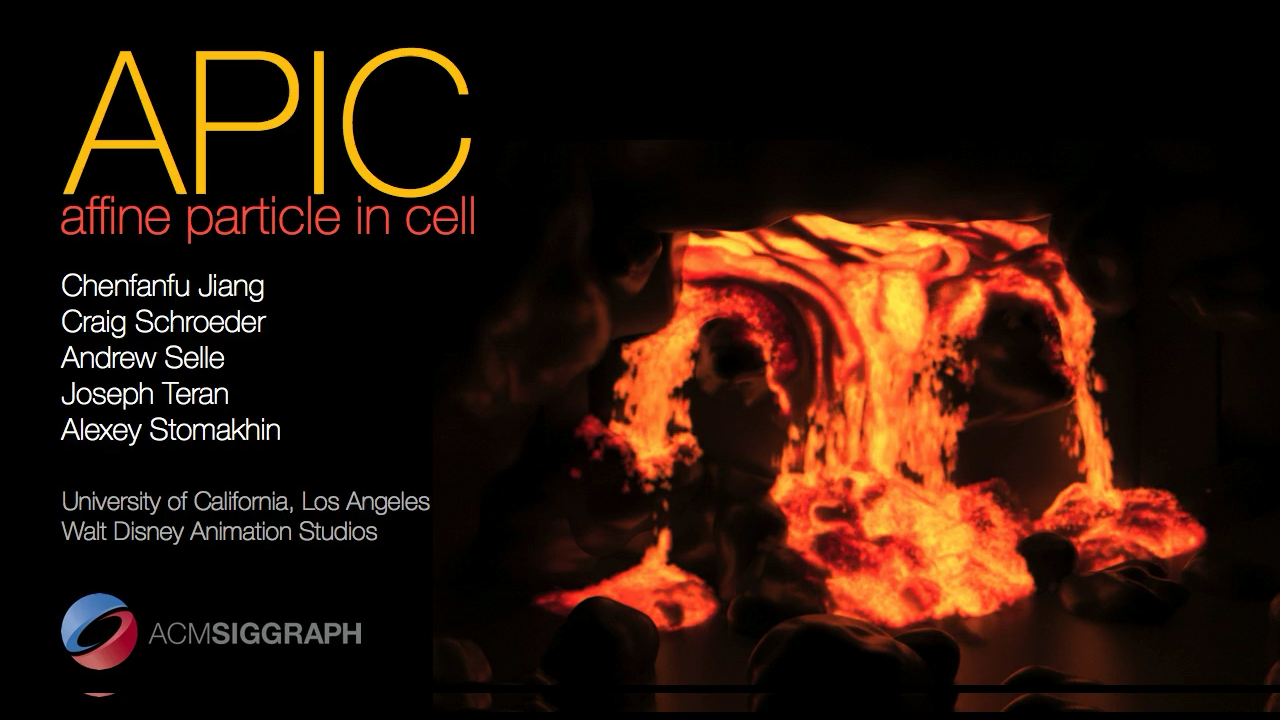 APIC
affine particle in cell
Chenfanfu Jiang
Craig Schroeder
Andrew Selle
Joseph Teran
Alexey Stomakhin
University of California, Los Angeles
Walt Disney Animation Studios
ACMSIGGRAPH